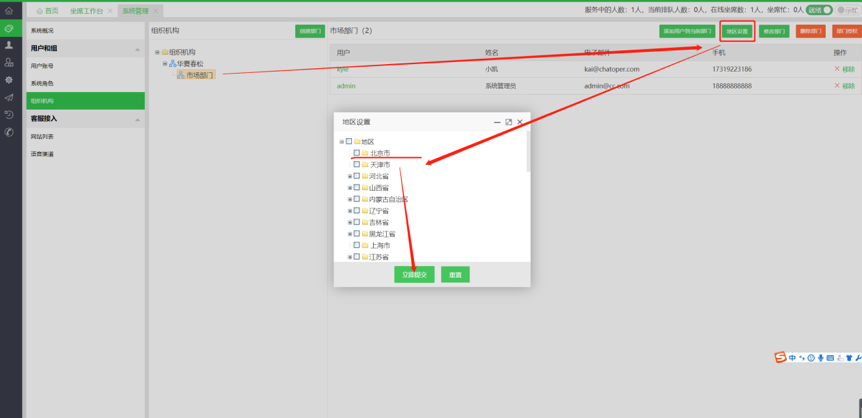 首页 坐席工作台 × 系统管理 ×
服务中的人数：1人，当前排队人数：0人，在线坐席数：1人，坐席忙：0人 就绪 小忙
系统概况
用户和组
用户账号
系统角色
组织机构
客服接入
网站列表
语音渠道
组织机构 创建部门
组织机构
华夏春松
市场部门
市场部门（2） 添加用户到当前部门 地区设置 修改部门 删除部门 部门授权
用户 姓名 电子邮件 手机 操作
kyle 小凯 kai@chatoper.com 17319223186 × 移除
admin 系统管理员 admin@cc.com 18888888888 × 移除
地区设置
地区
北京市
天津市
河北省
山西省
内蒙古自治区
辽宁省
吉林省
黑龙江省
上海市
江苏省
立即提交 重置
S 中